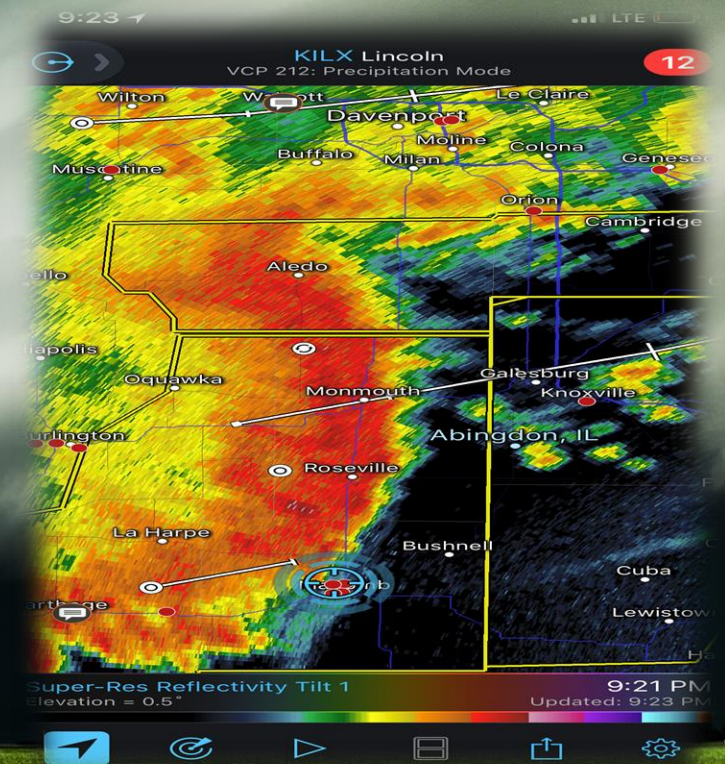 9:23
LTE
KILX Lincoln
VCP 212: Precipitation Mode
12
Wilton
Le Claire
Davenport
Moline
Buffalo
Milan
Colona
Muscatine
Orion
Cambridge
Aledo
Oquawka
Galesburg
Knoxville
Monmouth
Abingdon, IL
Roseville
La Harpe
Bushnell
Cuba
Super-Res Reflectivity Tilt 1
9:21 PM
Elevation = 0.5°
Updated: 9:23 PM